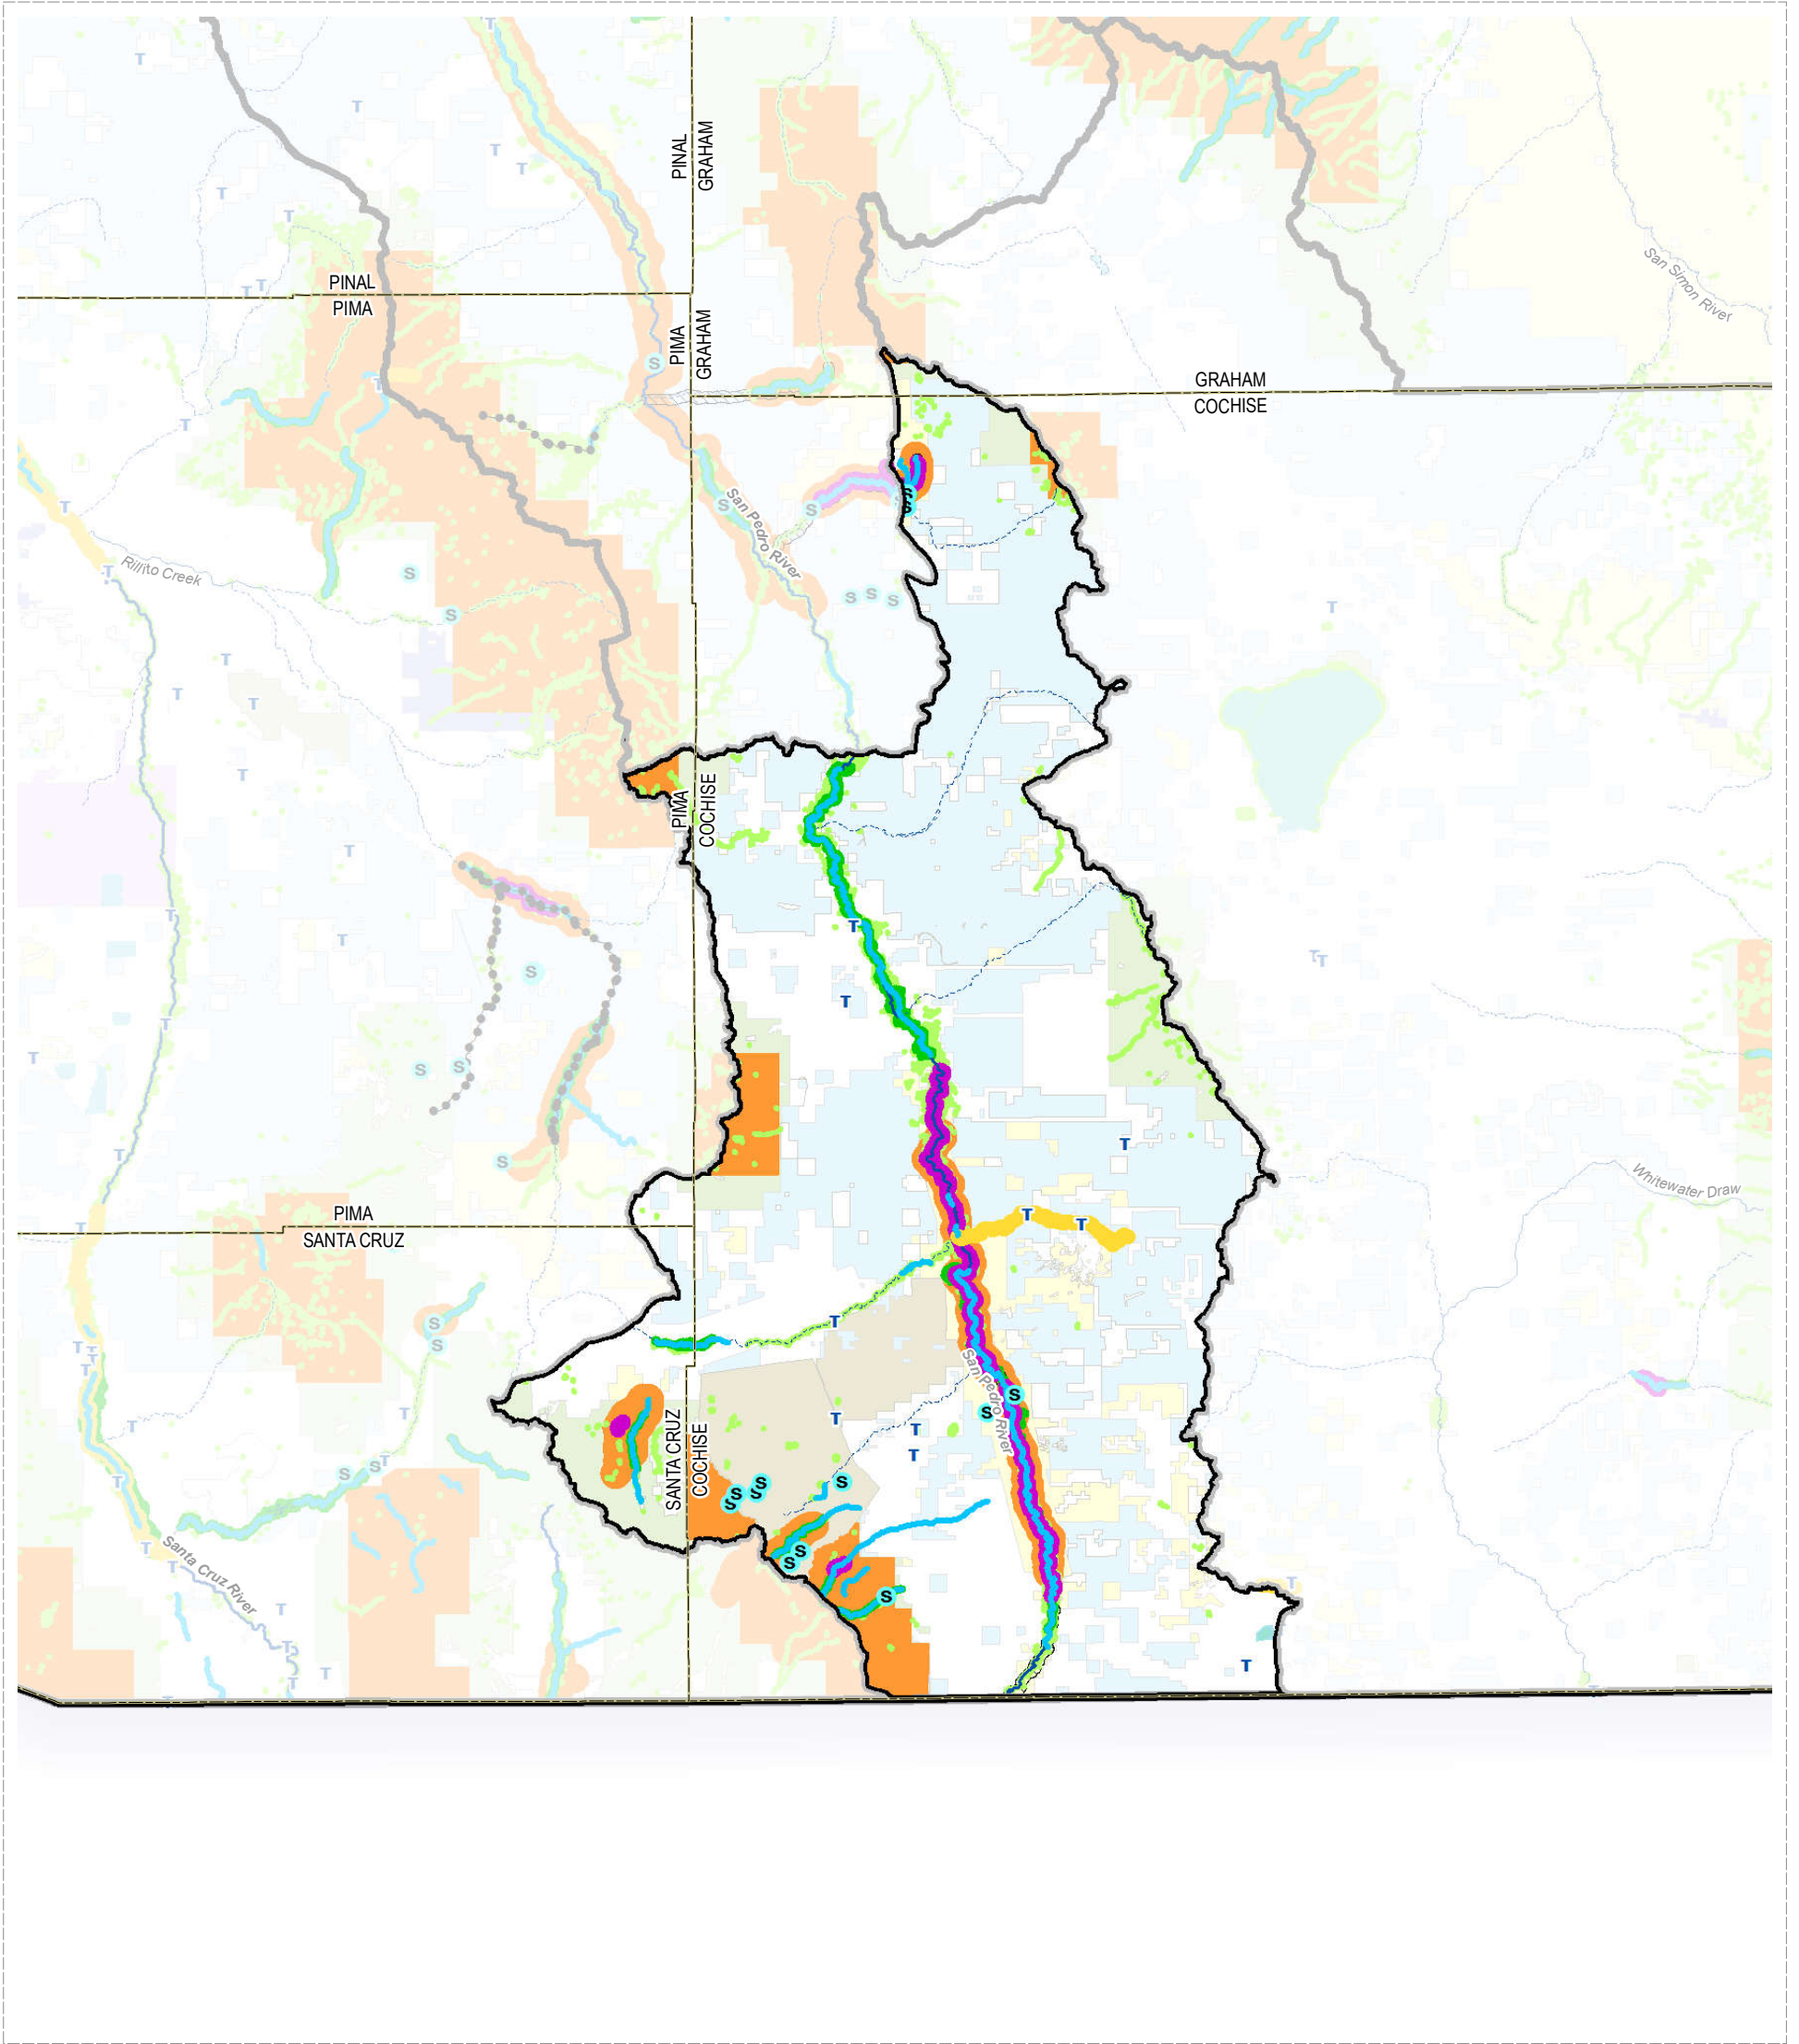 PINAL
GRAHAM
PINAL
PIMA
San Simon River
PIMA
GRAHAM
GRAHAM
COCHISE
S
San Pedro River
Rillito Creek
T
S
PIMA
COCHISE
T
T
T
Whitewater Draw
PIMA
SANTA CRUZ
T
T
T
San Pedro River
S
S
T
T
T
SANTA CRUZ
COCHISE
S
S
S
S
S
S
S
S
Santa Cruz River
T